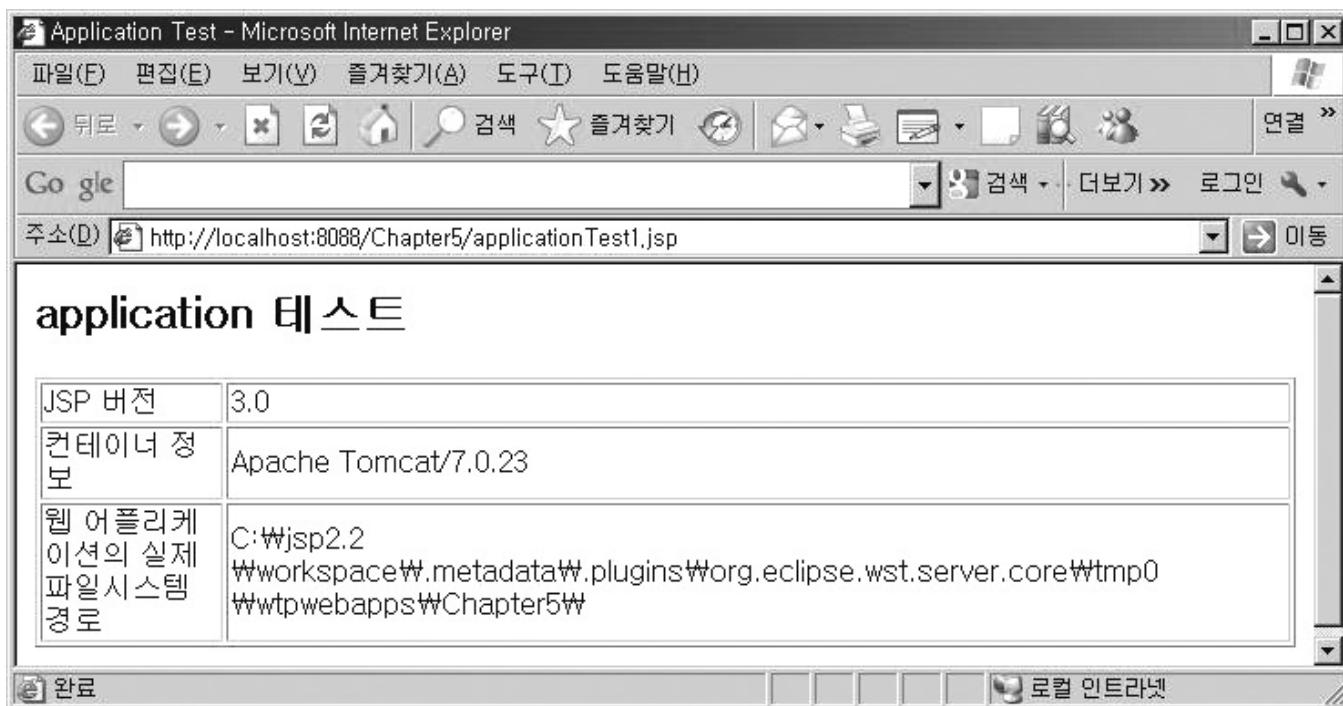 Application Test - Microsoft Internet Explorer
파일(F) 편집(E) 보기(V) 즐겨찾기(A) 도구(T) 도움말(H)
뒤로 검색 즐겨찾기 연결 »
Go gle 검색 더보기 » 로그인
주소(D) http://localhost:8088/Chapter5/applicationTest1.jsp 이동
application 테스트
JSP 버전 3.0
컨테이너 정
보
Apache Tomcat/7.0.23
웹 어플리케
이션의 실제
파일시스템
경로
C:₩jsp2.2
₩workspace₩.metadata₩.plugins₩org.eclipse.wst.server.core₩tmp0
₩wtpwebapps₩Chapter5₩
완료 로컬 인트라넷